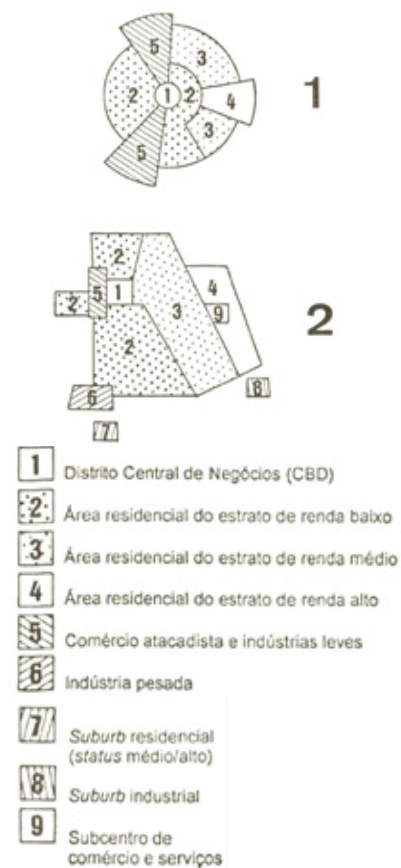 5
3
2
1
2
4
3
5
1
2
4
5
1
3
9
2
2
2
6
8
7
1 Distrito Central de Negócios (CBD)
2 Área residencial do estrato de renda baixo
3 Área residencial do estrato de renda médio
4 Área residencial do estrato de renda alto
5 Comércio atacadista e indústrias leves
6 Indústria pesada
7 Suburb residencial
(status médio/alto)
8 Suburb industrial
9 Subcentro de
comércio e serviços